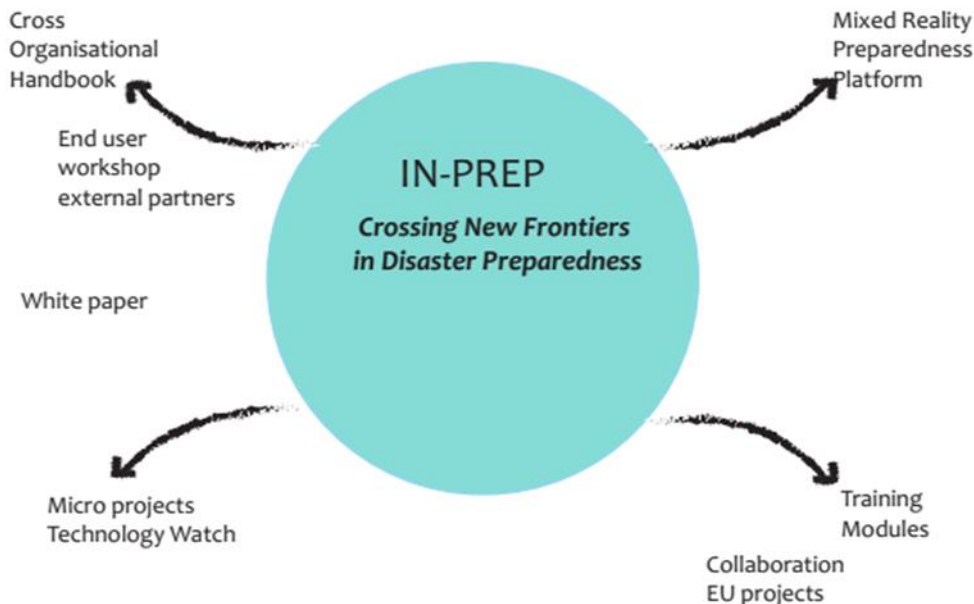 Cross
Organisational
Handbook
Mixed Reality
Preparedness
Platform
End user
workshop
external partners
IN-PREP
Crossing New Frontiers
in Disaster Preparedness
White paper
Micro projects
Technology Watch
Training
Modules
Collaboration
EU projects